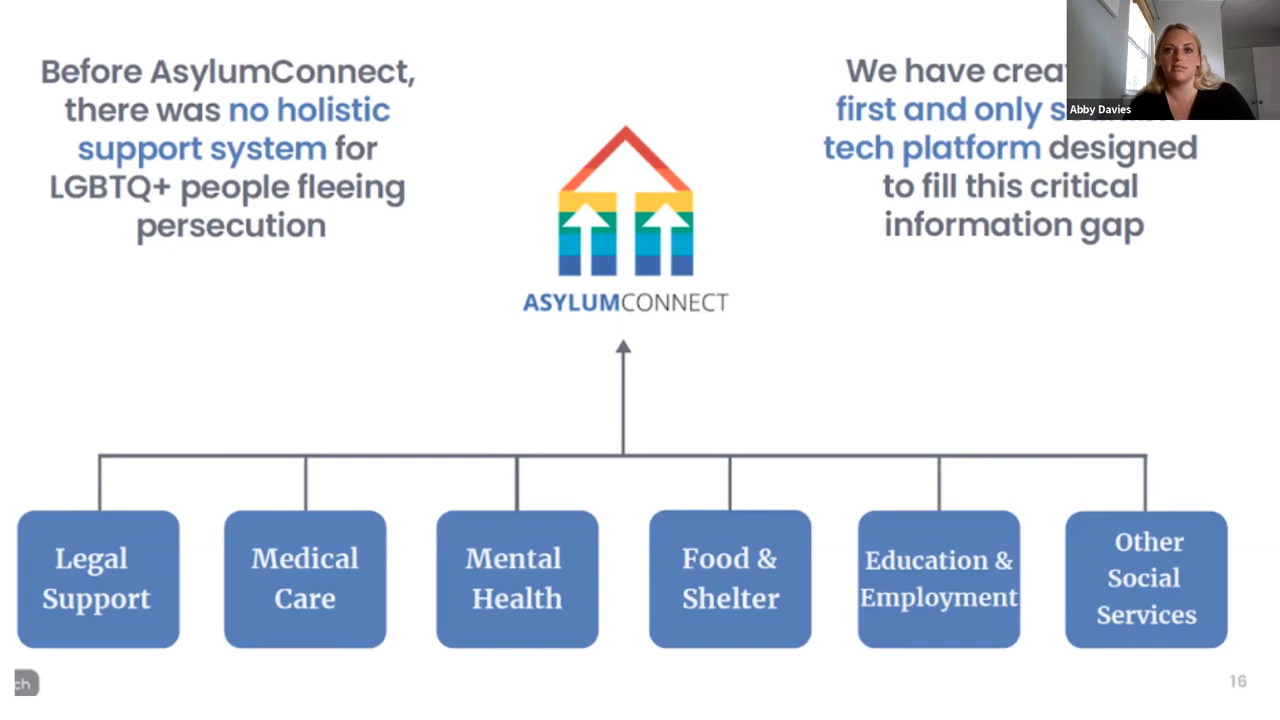 Before AsylumConnect,
there was no holistic
support system for
LGBTQ+ people fleeing
persecution
We have
first and only
tech platform designed
to fill this critical
information gap
Abby Davies
ASYLUMCONNECT
Legal
Support
Medical
Care
Mental
Health
Food &
Shelter
Education &
Employment
Other
Social
Services
ch
16